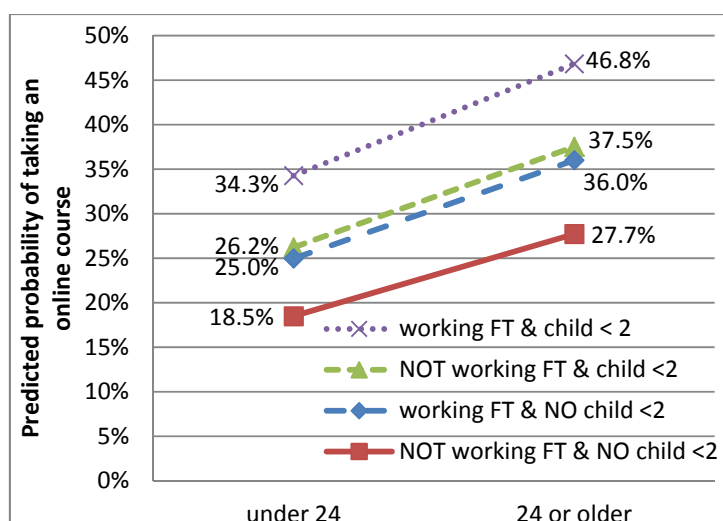 Predicted probability of taking an
online course
50%
45%
40%
35%
30%
25%
20%
15%
10%
5%
0%
46.8%
37.5%
36.0%
34.3%
26.2%
25.0%
27.7%
18.5%
working FT & child < 2
NOT working FT & child <2
working FT & NO child <2
NOT working FT & NO child <2
under 24
24 or older